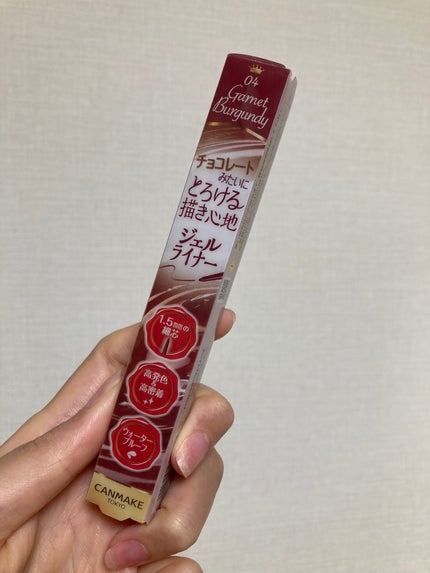 04
Garnet
Burgundy
チョコレート
みたいに
とろける
描き心地
ジェル
ライナー
1.5mmの
細芯
高発色
&
高密着
ウォーター
プルーフ
CANMAKE
TOKYO